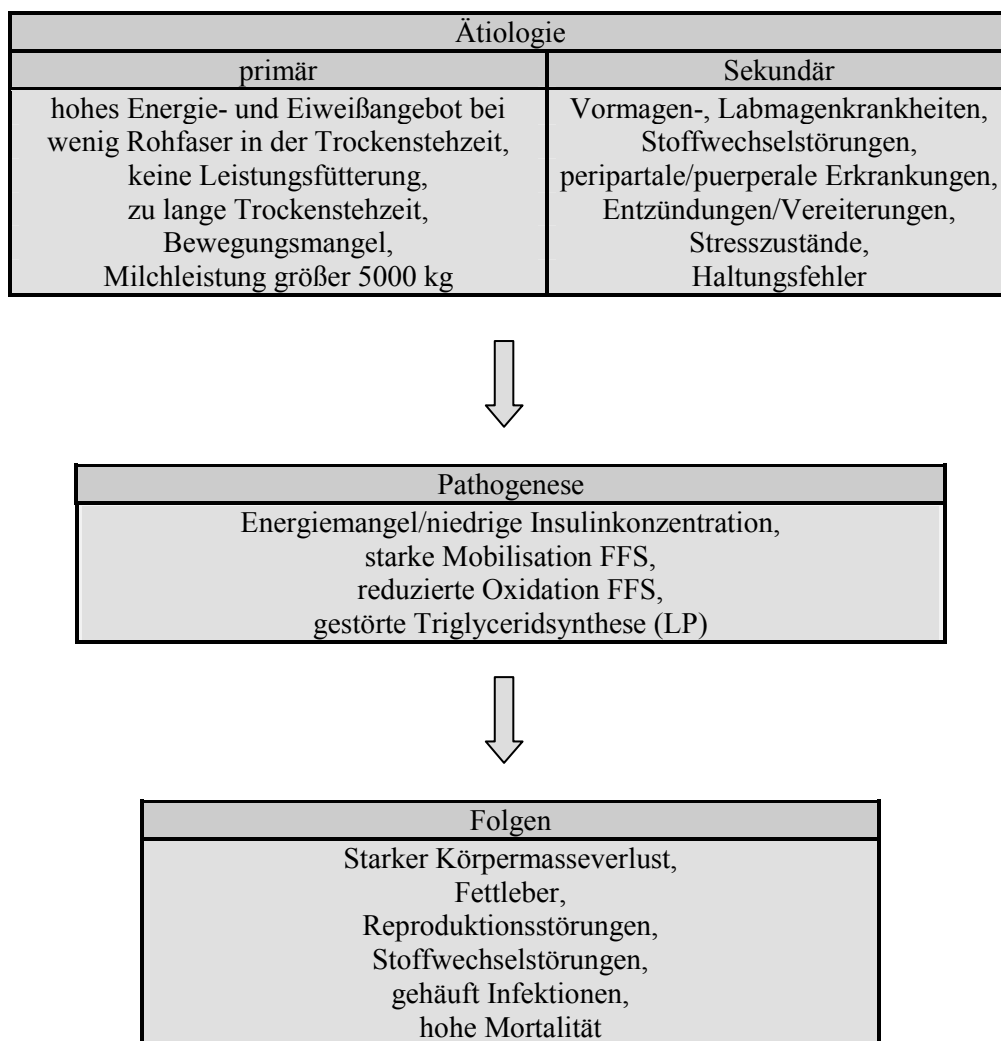 Ätiologie
primär
hohes Energie- und Eiweißangebot bei
wenig Rohfaser in der Trockenstehzeit,
keine Leistungsfütterung,
zu lange Trockenstehzeit,
Bewegungsmangel,
Milchleistung größer 5000 kg
Sekundär
Vormagen-, Labmagenkrankheiten,
Stoffwechselstörungen,
peripartale/puerperale Erkrankungen,
Entzündungen/Vereiterungen,
Stresszustände,
Haltungsfehler
Pathogenese
Energiemangel/niedrige Insulinkonzentration,
starke Mobilisation FFS,
reduzierte Oxidation FFS,
gestörte Triglyceridsynthese (LP)
Folgen
Starker Körpermasseverlust,
Fettleber,
Reproduktionsstörungen,
Stoffwechselstörungen,
gehäuft Infektionen,
hohe Mortalität